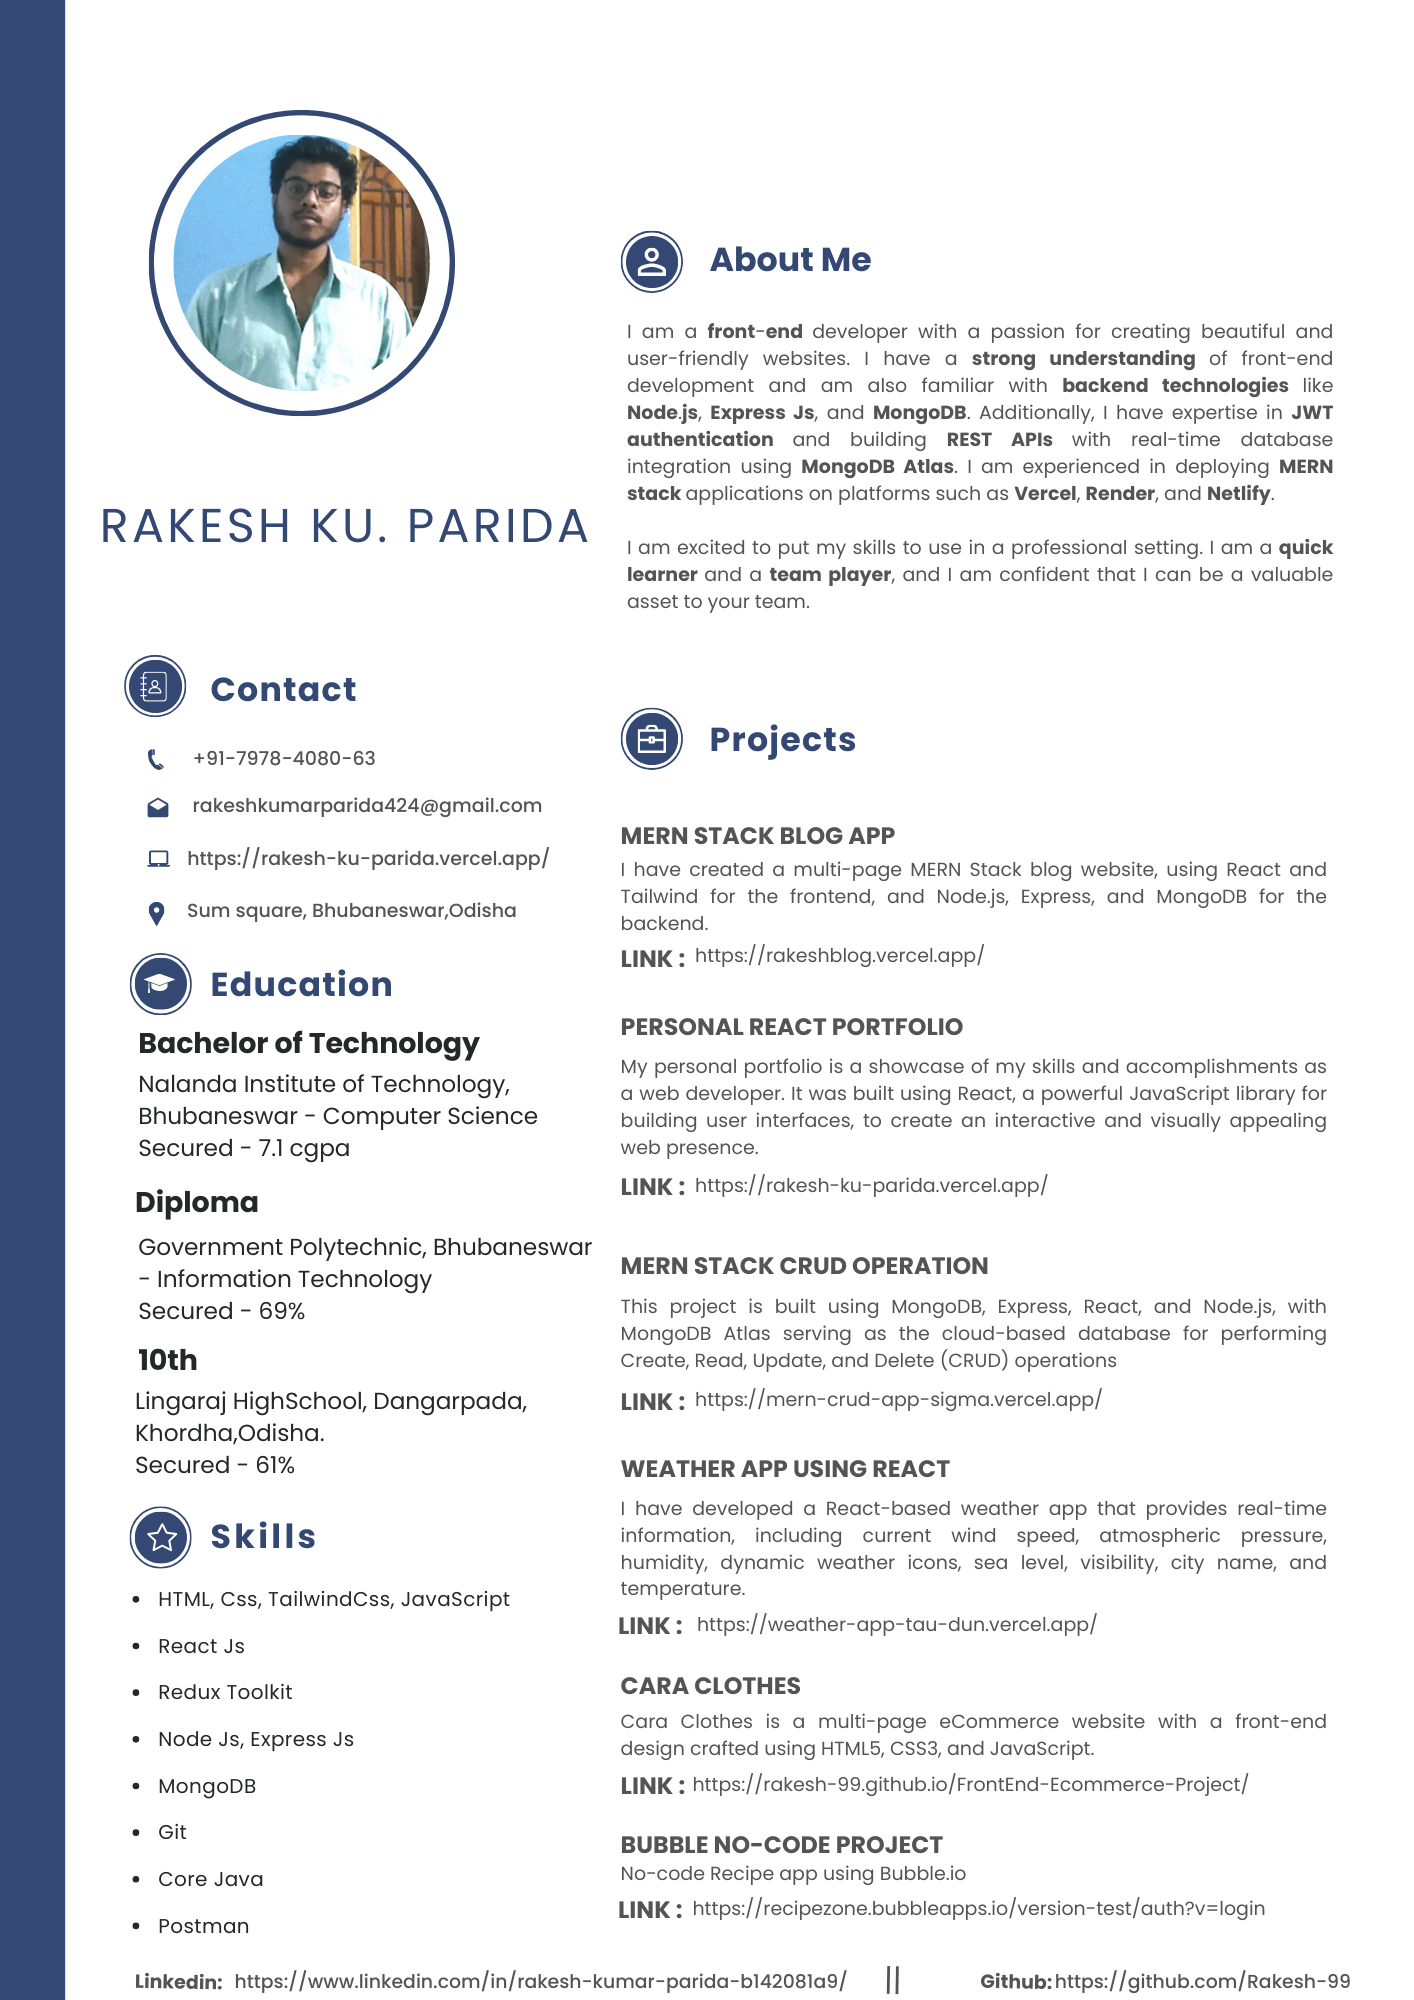 RAKESH KU. PARIDA
Contact
+91-7978-4080-63
rakeshkumarparida424@gmail.com
https://rakesh-ku-parida.vercel.app/
Sum square, Bhubaneswar,Odisha
Education
Bachelor of Technology
Nalanda Institute of Technology,
Bhubaneswar - Computer Science
Secured - 7.1 cgpa
Diploma
Government Polytechnic, Bhubaneswar
- Information Technology
Secured - 69%
10th
Lingaraj HighSchool, Dangarpada,
Khordha,Odisha.
Secured - 61%
Skills
• HTML, Css, TailwindCss, JavaScript
• React Js
• Redux Toolkit
• Node Js, Express Js
• MongoDB
• Git
• Core Java
• Postman
About Me
I am a front-end developer with a passion for creating beautiful and
user-friendly websites. I have a strong understanding of front-end
development and am also familiar with backend technologies like
Node.js, Express Js, and MongoDB. Additionally, I have expertise in JWT
authentication and building REST APIs with real-time database
integration using MongoDB Atlas. I am experienced in deploying MERN
stack applications on platforms such as Vercel, Render, and Netlify.
I am excited to put my skills to use in a professional setting. I am a quick
learner and a team player, and I am confident that I can be a valuable
asset to your team.
Projects
MERN STACK BLOG APP
I have created a multi-page MERN Stack blog website, using React and
Tailwind for the frontend, and Node.js, Express, and MongoDB for the
backend.
LINK : https://rakeshblog.vercel.app/
PERSONAL REACT PORTFOLIO
My personal portfolio is a showcase of my skills and accomplishments as
a web developer. It was built using React, a powerful JavaScript library for
building user interfaces, to create an interactive and visually appealing
web presence.
LINK : https://rakesh-ku-parida.vercel.app/
MERN STACK CRUD OPERATION
This project is built using MongoDB, Express, React, and Node.js, with
MongoDB Atlas serving as the cloud-based database for performing
Create, Read, Update, and Delete (CRUD) operations
LINK : https://mern-crud-app-sigma.vercel.app/
WEATHER APP USING REACT
I have developed a React-based weather app that provides real-time
information, including current wind speed, atmospheric pressure,
humidity, dynamic weather icons, sea level, visibility, city name, and
temperature.
LINK : https://weather-app-tau-dun.vercel.app/
CARA CLOTHES
Cara Clothes is a multi-page eCommerce website with a front-end
design crafted using HTML5, CSS3, and JavaScript.
LINK : https://rakesh-99.github.io/FrontEnd-Ecommerce-Project/
BUBBLE NO-CODE PROJECT
No-code Recipe app using Bubble.io
LINK : https://recipezone.bubbleapps.io/version-test/auth?v=login
Linkedin: https://www.linkedin.com/in/rakesh-kumar-parida-b142081a9/ || Github: https://github.com/Rakesh-99